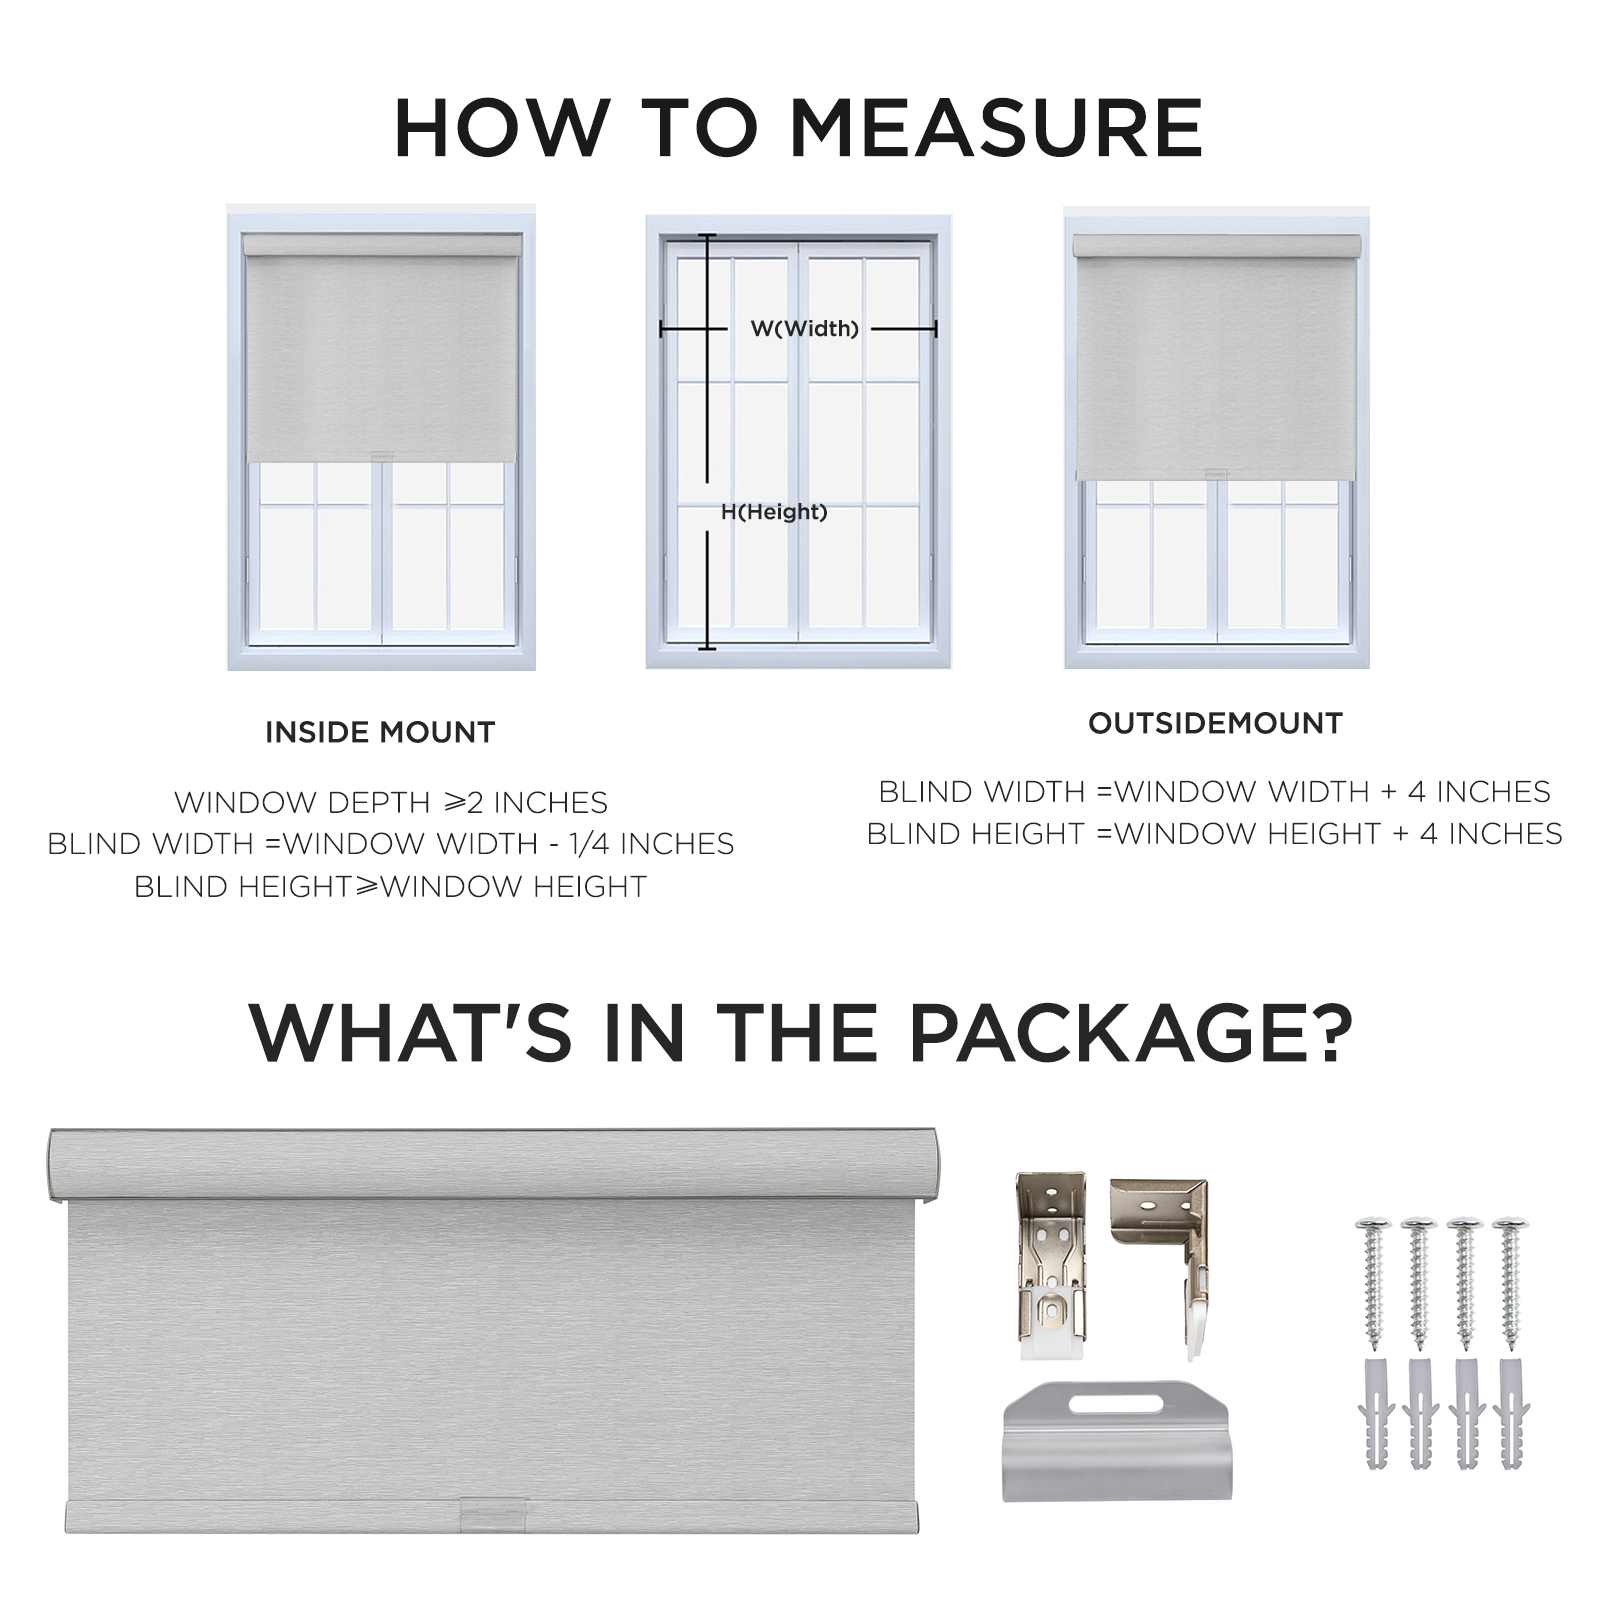 HOW TO MEASURE
W(Width)
H(Height)
INSIDE MOUNT
WINDOW DEPTH ⩾2 INCHES
BLIND WIDTH =WINDOW WIDTH - 1/4 INCHES
BLIND HEIGHT⩾WINDOW HEIGHT
OUTSIDEMOUNT
BLIND WIDTH =WINDOW WIDTH + 4 INCHES
BLIND HEIGHT =WINDOW HEIGHT + 4 INCHES
WHAT'S IN THE PACKAGE?